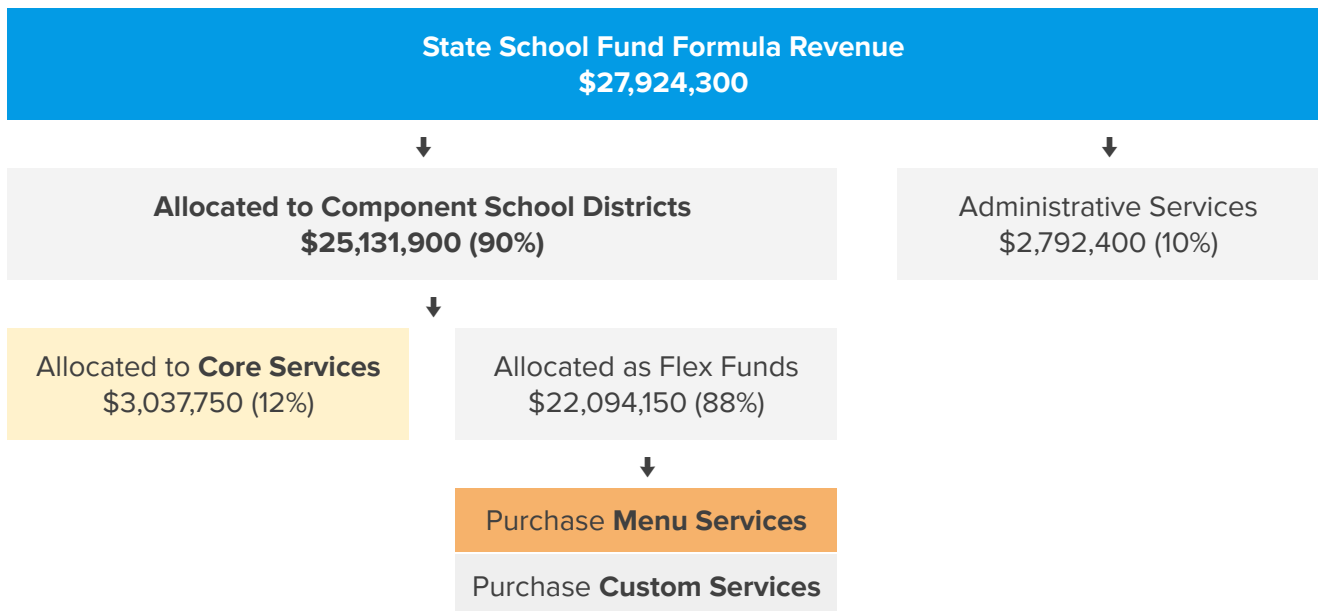 State School Fund Formula Revenue
$27,924,300
Allocated to Component School Districts
$25,131,900 (90%)
Administrative Services
$2,792,400 (10%)
Allocated to Core Services
$3,037,750 (12%)
Allocated as Flex Funds
$22,094,150 (88%)
Purchase Menu Services
Purchase Custom Services